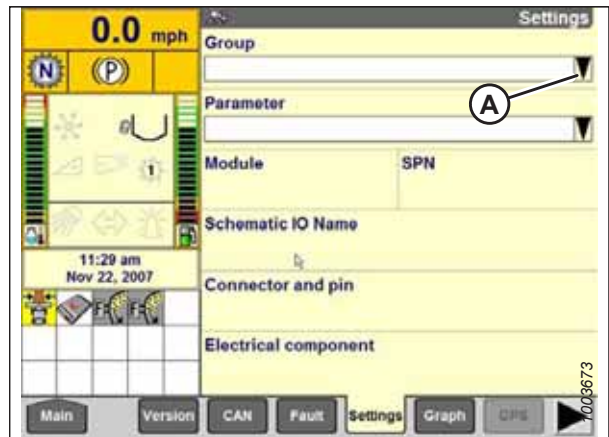 0.0 mph
Settings
Group
N
(P)
A
Parameter
Module
SPN
1
Schematic IO Name
11:29 am
Nov 22, 2007
Connector and pin
Electrical component
1003673
Main
Version
CAN
Fault
Settings
Graph
GPS